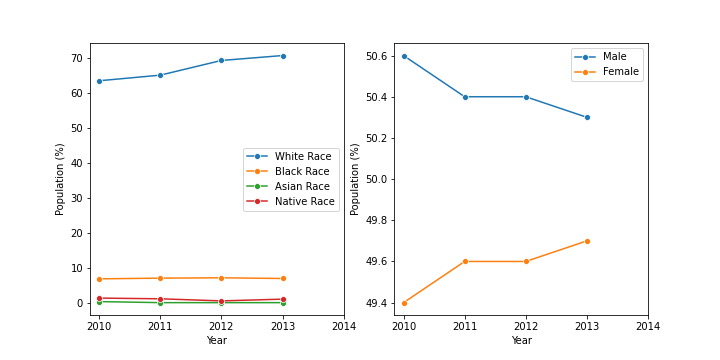 70
60
50
40
30
20
10
0
Population (%)
2010 2011 2012 2013 2014
Year
White Race
Black Race
Asian Race
Native Race
50.6
50.4
50.2
50.0
49.8
49.6
49.4
Population (%)
2010 2011 2012 2013 2014
Year
Male
Female